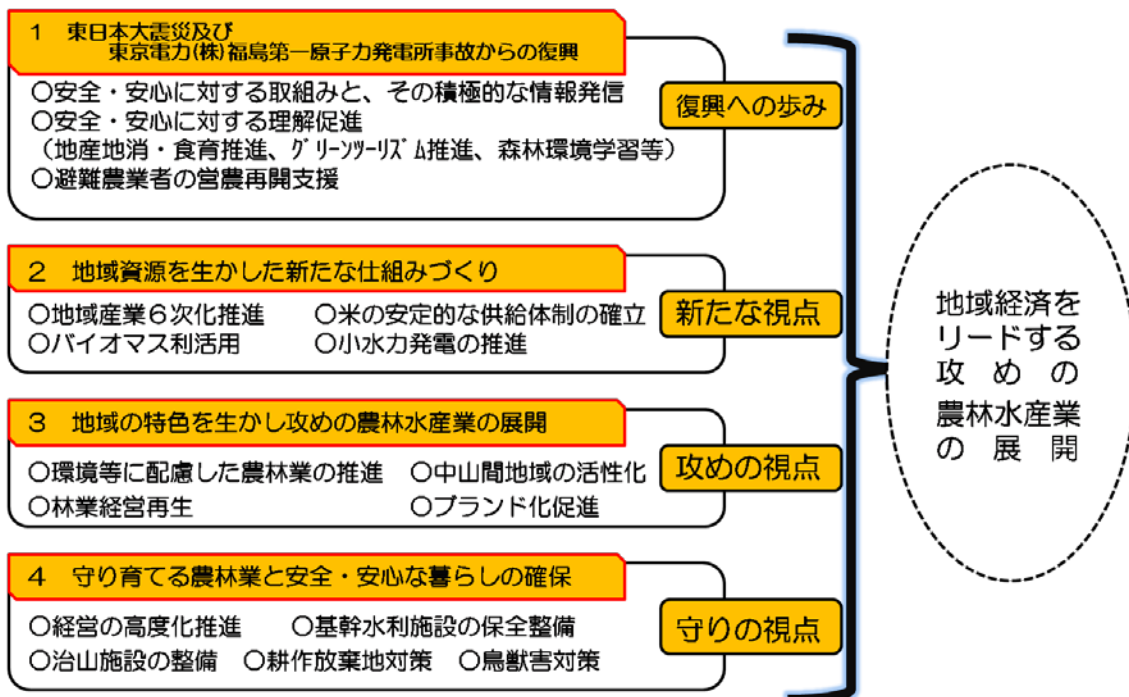 1 東日本大震災及び
東京電力(株)福島第一原子力発電所事故からの復興
〇安全・安心に対する取組みと、その積極的な情報発信
〇安全・安心に対する理解促進
（地産地消・食育推進、ｸﾞﾘｰﾝﾂｰﾘｽﾞﾑ推進、森林環境学習等）
〇避難農業者の営農再開支援
復興への歩み
2 地域資源を生かした新たな仕組みづくり
〇地域産業６次化推進 〇米の安定的な供給体制の確立
〇バイオマス利活用 〇小水力発電の推進
新たな視点
3 地域の特色を生かし攻めの農林水産業の展開
〇環境等に配慮した農林業の推進 〇中山間地域の活性化
〇林業経営再生 〇ブランド化促進
攻めの視点
4 守り育てる農林業と安全・安心な暮らしの確保
〇経営の高度化推進 〇基幹水利施設の保全整備
〇治山施設の整備 〇耕作放棄地対策 〇鳥獣害対策
守りの視点
地域経済を
リードする
攻めの
農林水産業
の展開